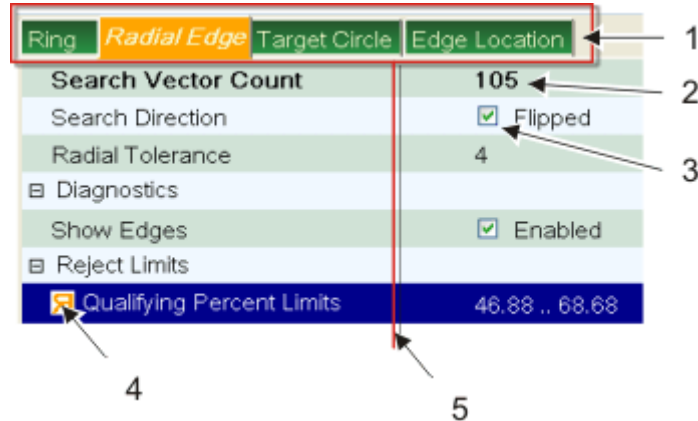 Ring Radial Edge Target Circle Edge Location 1
Search Vector Count 105 2
Search Direction Flipped
Radial Tolerance 4 3
Diagnostics
Show Edges Enabled
Reject Limits
Qualifying Percent Limits 46.88 .. 68.68
4 5